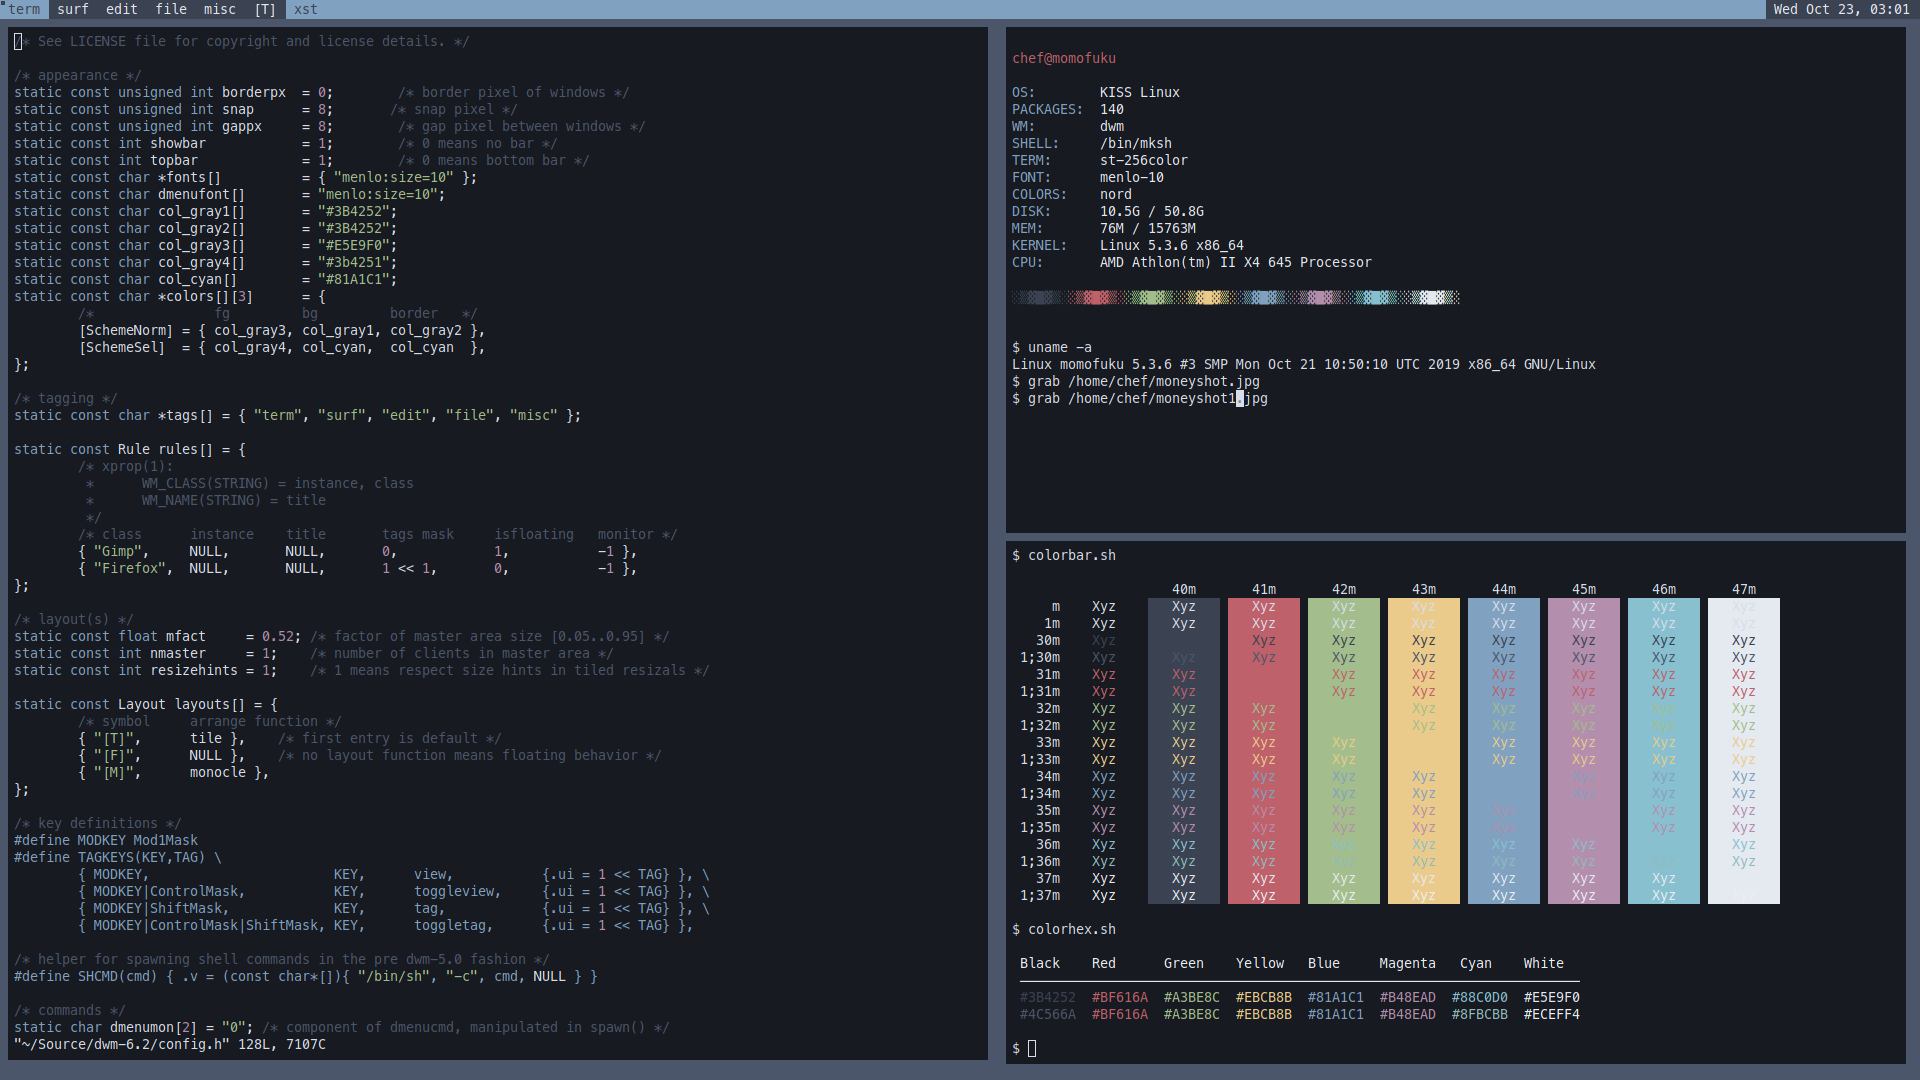 term surf edit file misc [T] xst Wed Oct 23, 03:01
/* See LICENSE file for copyright and license details. */
/* appearance */
static const unsigned int borderpx = 0; /* border pixel of windows */
static const unsigned int snap = 8; /* snap pixel */
static const unsigned int gappx = 8; /* gap pixel between windows */
static const int showbar = 1; /* 0 means no bar */
static const int topbar = 1; /* 0 means bottom bar */
static const char *fonts[] = { "menlo:size=10" };
static const char dmenufont[] = "menlo:size=10";
static const char col_gray1[] = "#3B4252";
static const char col_gray2[] = "#3B4252";
static const char col_gray3[] = "#E5E9F0";
static const char col_gray4[] = "#3b4251";
static const char col_cyan[] = "#81A1C1";
static const char *colors[][3] = {
/* fg bg border */
[SchemeNorm] = { col_gray3, col_gray1, col_gray2 },
[SchemeSel] = { col_gray4, col_cyan, col_cyan },
};
/* tagging */
static const char *tags[] = { "term", "surf", "edit", "file", "misc" };
static const Rule rules[] = {
/* xprop(1):
* WM_CLASS(STRING) = instance, class
* WM_NAME(STRING) = title
*/
/* class instance title tags mask isfloating monitor */
{ "Gimp", NULL, NULL, 0, 1, -1 },
{ "Firefox", NULL, NULL, 1 << 1, 0, -1 },
};
/* layout(s) */
static const float mfact = 0.52; /* factor of master area size [0.05..0.95] */
static const int nmaster = 1; /* number of clients in master area */
static const int resizehints = 1; /* 1 means respect size hints in tiled resizals */
static const Layout layouts[] = {
/* symbol arrange function */
{ "[T]", tile }, /* first entry is default */
{ "[F]", NULL }, /* no layout function means floating behavior */
{ "[M]", monocle },
};
/* key definitions */
#define MODKEY Mod1Mask
#define TAGKEYS(KEY,TAG) \
{ MODKEY, KEY, view, {.ui = 1 << TAG} }, \
{ MODKEY|ControlMask, KEY, toggleview, {.ui = 1 << TAG} }, \
{ MODKEY|ShiftMask, KEY, tag, {.ui = 1 << TAG} }, \
{ MODKEY|ControlMask|ShiftMask, KEY, toggletag, {.ui = 1 << TAG} },
/* helper for spawning shell commands in the pre dwm-5.0 fashion */
#define SHCMD(cmd) { .v = (const char*[]){ "/bin/sh", "-c", cmd, NULL } }
/* commands */
static char dmenumon[2] = "0"; /* component of dmenucmd, manipulated in spawn() */
"~/Source/dwm-6.2/config.h" 128L, 7107C
chef@momofuku
OS: KISS Linux
PACKAGES: 140
WM: dwm
SHELL: /bin/mksh
TERM: st-256color
FONT: menlo-10
COLORS: nord
DISK: 10.5G / 50.8G
MEM: 76M / 15763M
KERNEL: Linux 5.3.6 x86_64
CPU: AMD Athlon(tm) II X4 645 Processor
$ uname -a
Linux momofuku 5.3.6 #3 SMP Mon Oct 21 10:50:10 UTC 2019 x86_64 GNU/Linux
$ grab /home/chef/moneyshot.jpg
$ grab /home/chef/moneyshot1.jpg
$ colorbar.sh
40m 41m 42m 43m 44m 45m 46m 47m
m Xyz Xyz Xyz Xyz Xyz Xyz Xyz Xyz Xyz
1m Xyz Xyz Xyz Xyz Xyz Xyz Xyz Xyz Xyz
30m Xyz Xyz Xyz Xyz Xyz Xyz Xyz Xyz
1;30m Xyz Xyz Xyz Xyz Xyz Xyz Xyz Xyz Xyz
31m Xyz Xyz Xyz Xyz Xyz Xyz Xyz Xyz
1;31m Xyz Xyz Xyz Xyz Xyz Xyz Xyz Xyz
32m Xyz Xyz Xyz Xyz Xyz Xyz Xyz Xyz
1;32m Xyz Xyz Xyz Xyz Xyz Xyz Xyz Xyz
33m Xyz Xyz Xyz Xyz Xyz Xyz Xyz Xyz
1;33m Xyz Xyz Xyz Xyz Xyz Xyz Xyz Xyz
34m Xyz Xyz Xyz Xyz Xyz Xyz Xyz Xyz
1;34m Xyz Xyz Xyz Xyz Xyz Xyz Xyz Xyz
35m Xyz Xyz Xyz Xyz Xyz Xyz Xyz Xyz
1;35m Xyz Xyz Xyz Xyz Xyz Xyz Xyz Xyz
36m Xyz Xyz Xyz Xyz Xyz Xyz Xyz Xyz
1;36m Xyz Xyz Xyz Xyz Xyz Xyz Xyz Xyz
37m Xyz Xyz Xyz Xyz Xyz Xyz Xyz Xyz
1;37m Xyz Xyz Xyz Xyz Xyz Xyz Xyz Xyz
$ colorhex.sh
Black Red Green Yellow Blue Magenta Cyan White
#3B4252 #BF616A #A3BE8C #EBCB8B #81A1C1 #B48EAD #88C0D0 #E5E9F0
#4C566A #BF616A #A3BE8C #EBCB8B #81A1C1 #B48EAD #8FBCBB #ECEFF4
$